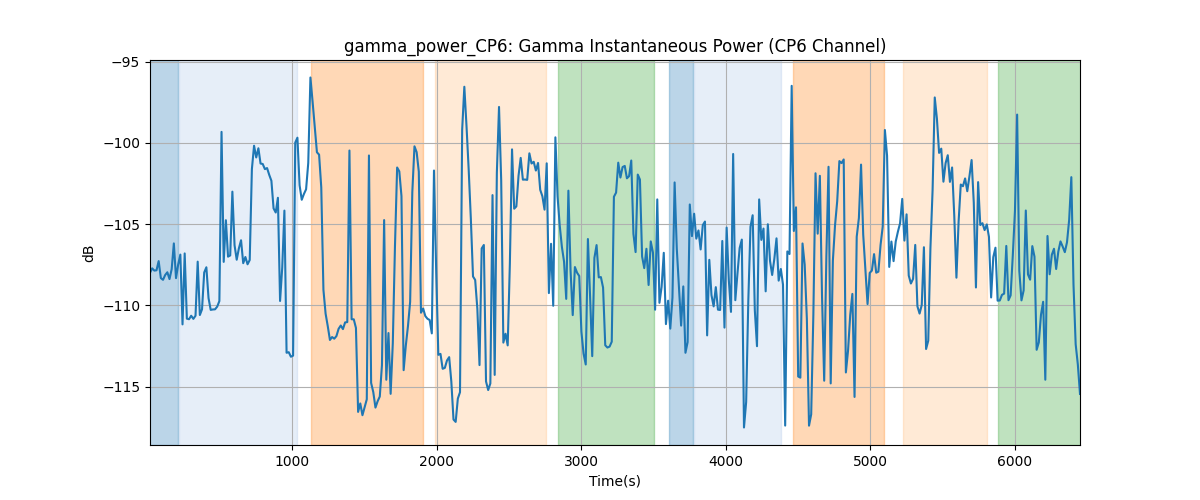 gamma_power_CP6: Gamma Instantaneous Power (CP6 Channel)
dB
−95
−100
−105
−110
−115
1000 2000 3000 4000 5000 6000
Time(s)